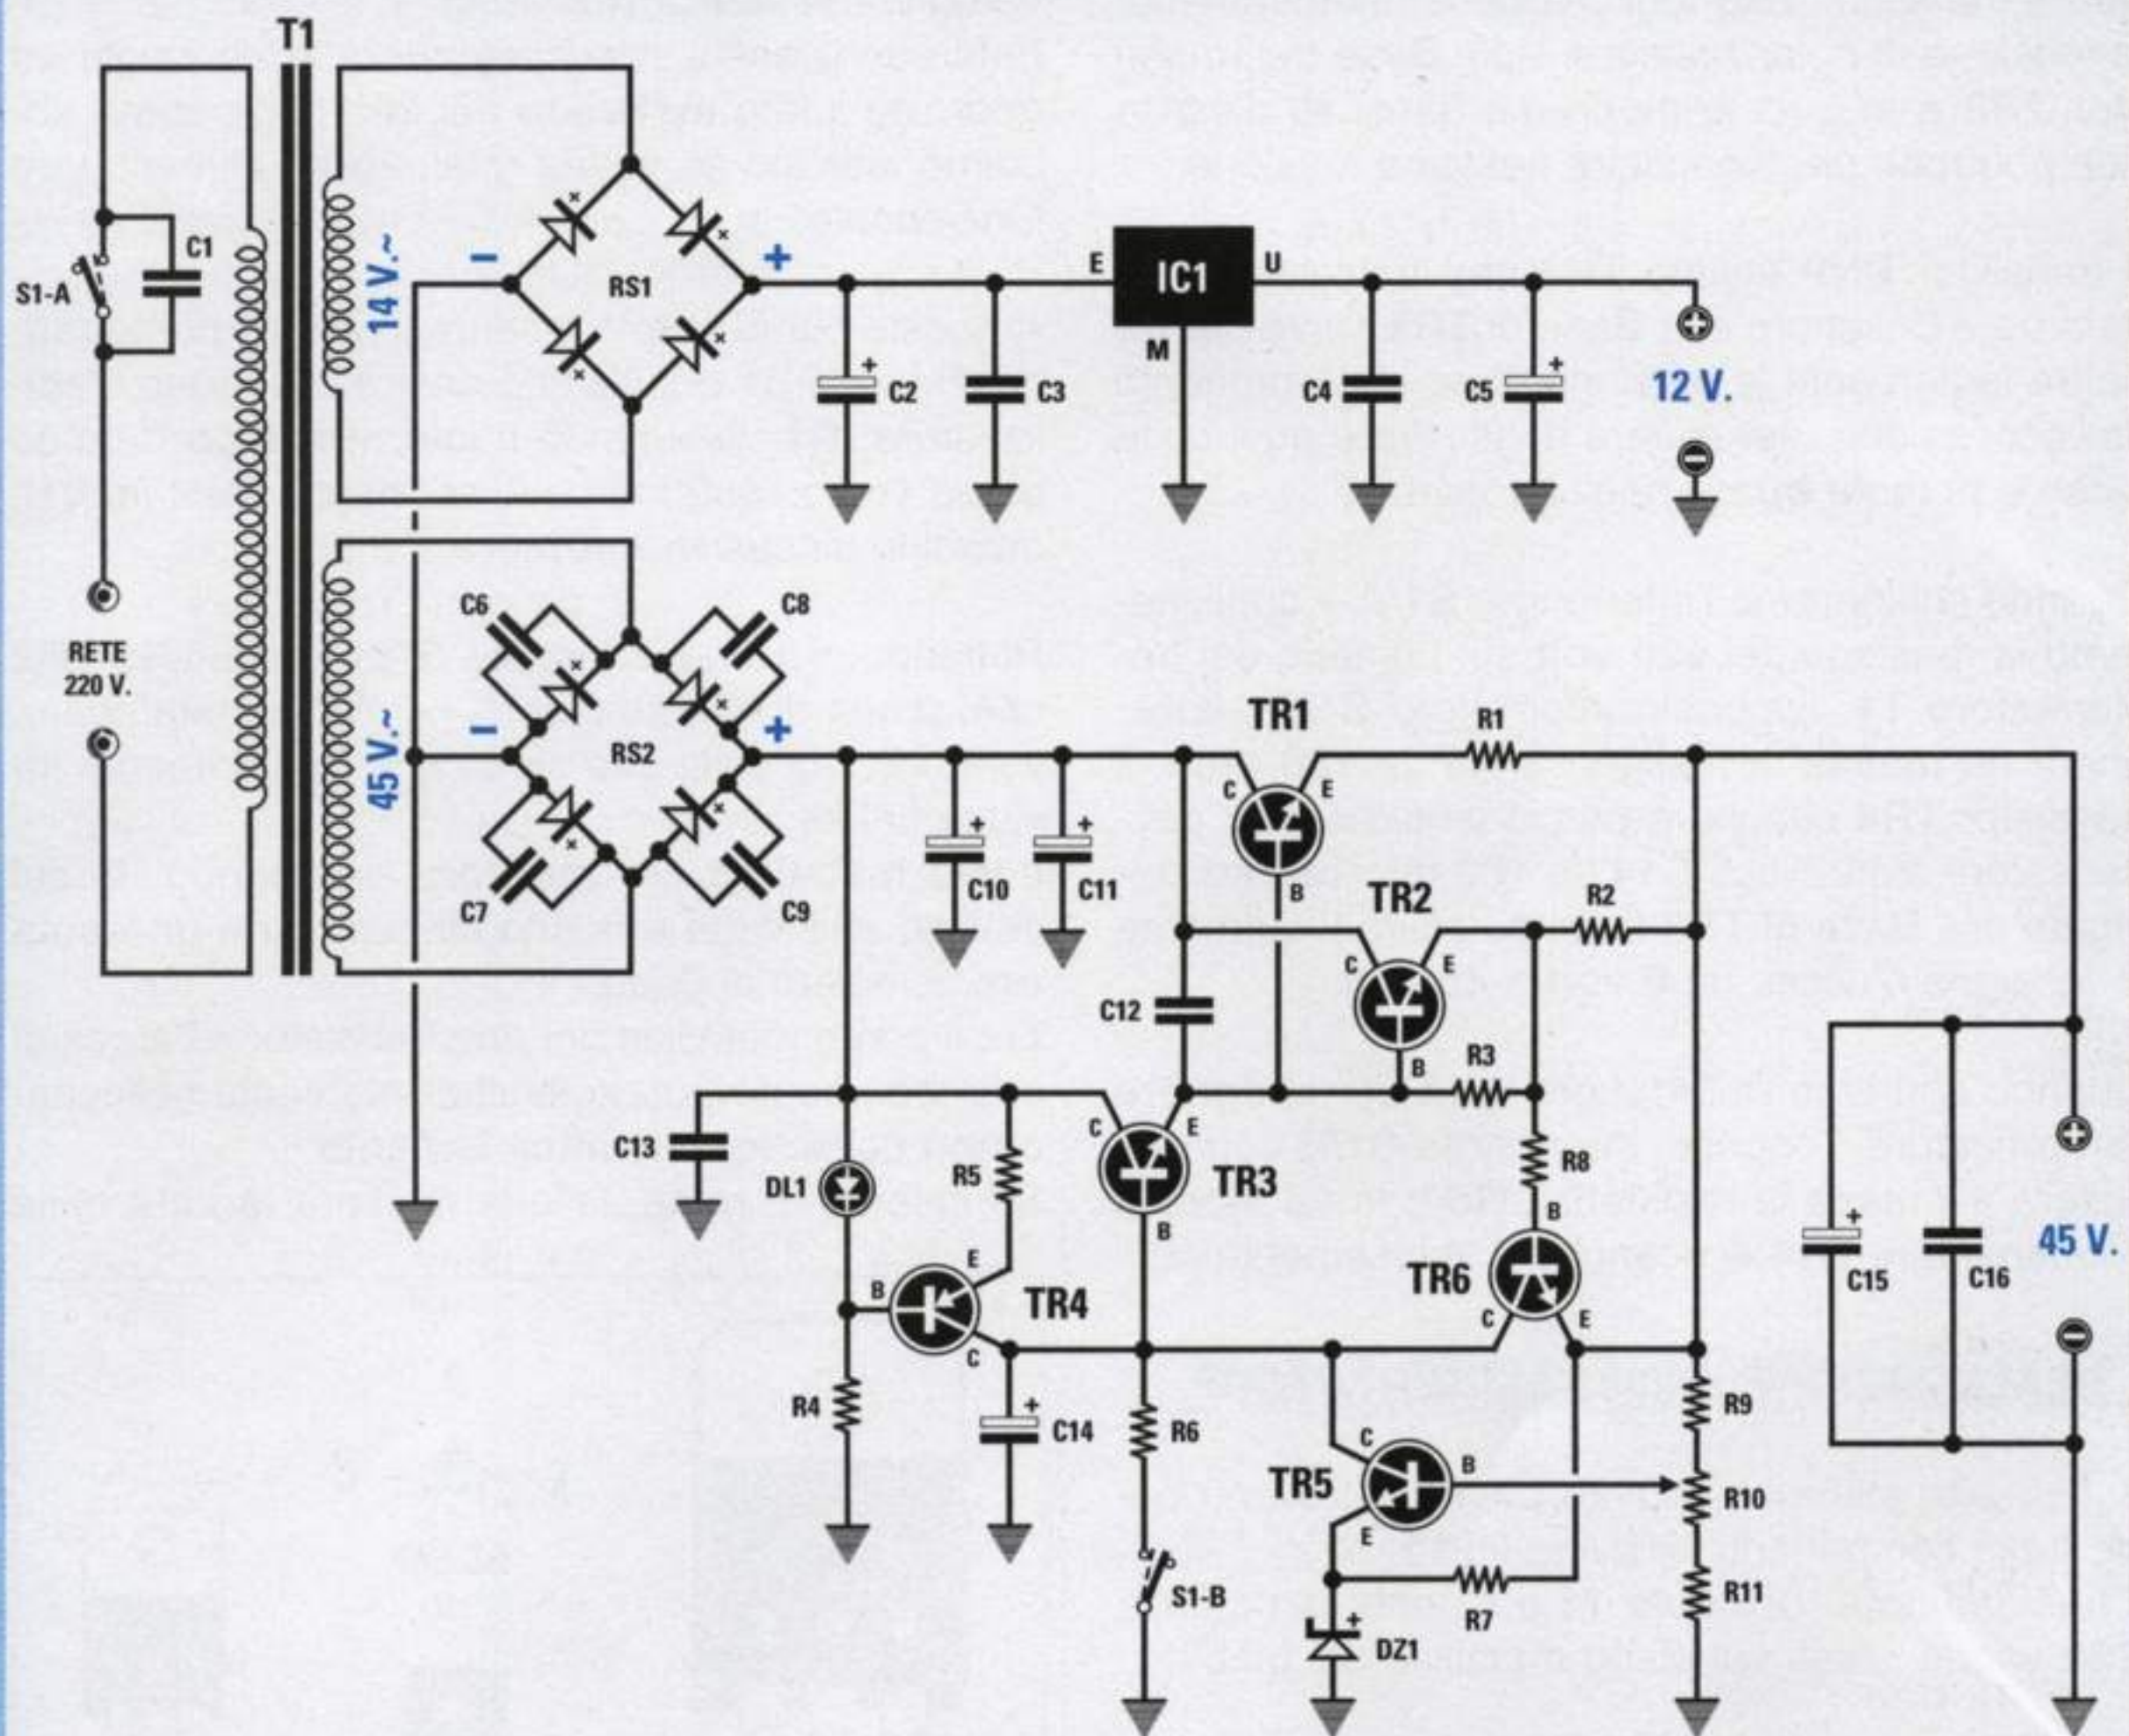 T1
C1
S1-A
14 V.~
−
RS1
+
E
IC1
U
M
+
C2
C3
C4
+
C5
12 V.
RETE
220 V.
45 V.~
C6
C8
−
RS2
+
C7
C9
+
C10
+
C11
TR1
R1
C
E
B
TR2
R2
C
E
B
C12
R3
C13
DL1
R5
C
E
TR3
B
R8
B
TR6
C
E
B
E
TR4
C
R4
+
C14
R6
S1-B
C
TR5
B
E
R7
+
DZ1
R9
R10
R11
+
C15
C16
45 V.